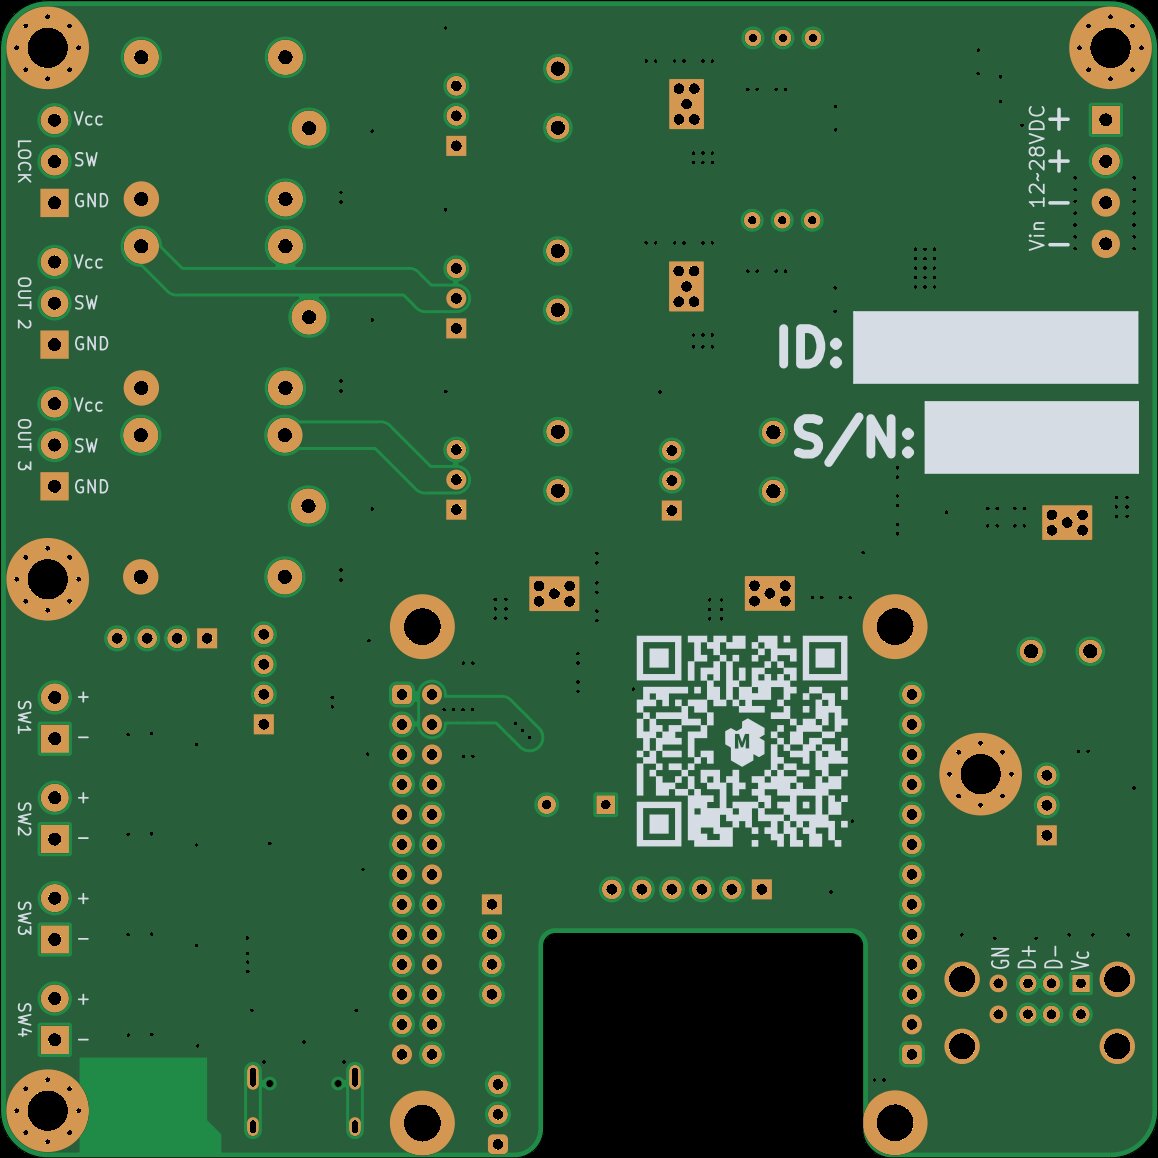 Vcc
SW
GND
LOCK
Vcc
SW
GND
OUT 2
Vcc
SW
GND
OUT 3
Vin 12~28VDC
+
+
−
−
ID:
S/N:
M
SW1
+
−
SW2
+
−
SW3
+
−
SW4
+
−
GN
D+
D−
Vc